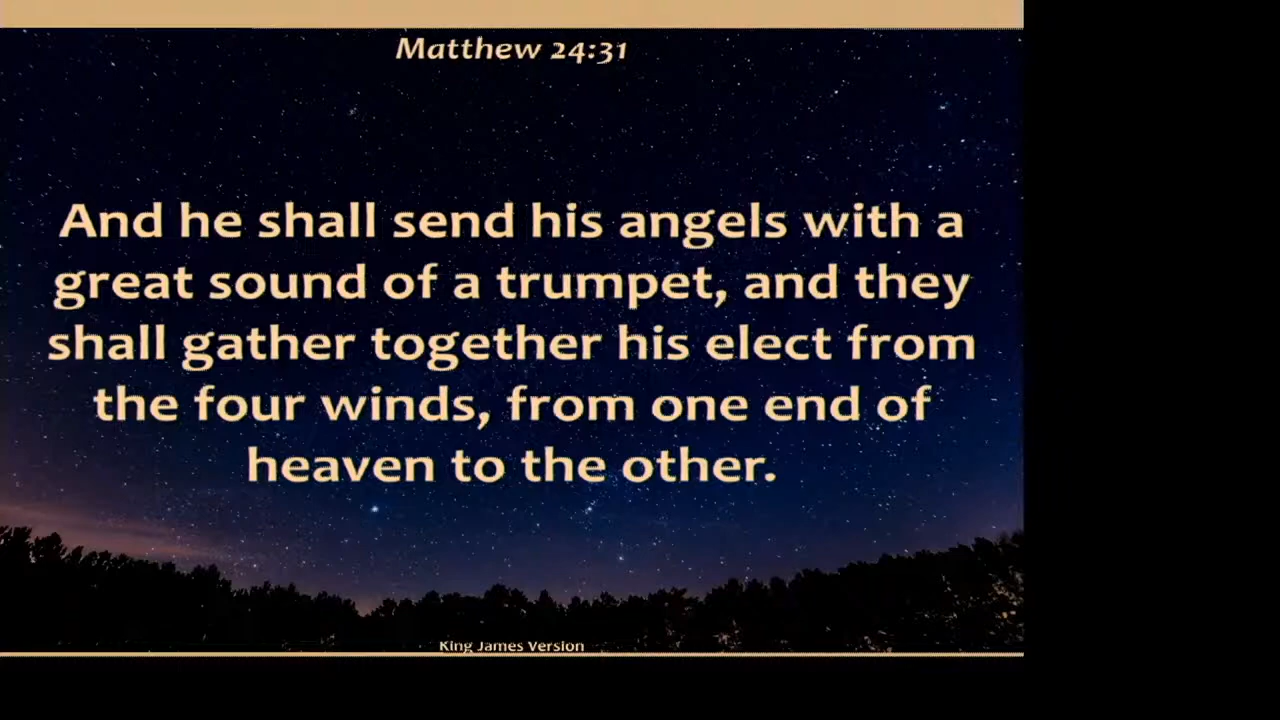 Matthew 24:31
And he shall send his angels with a
great sound of a trumpet, and they
shall gather together his elect from
the four winds, from one end of
heaven to the other.
King James Version